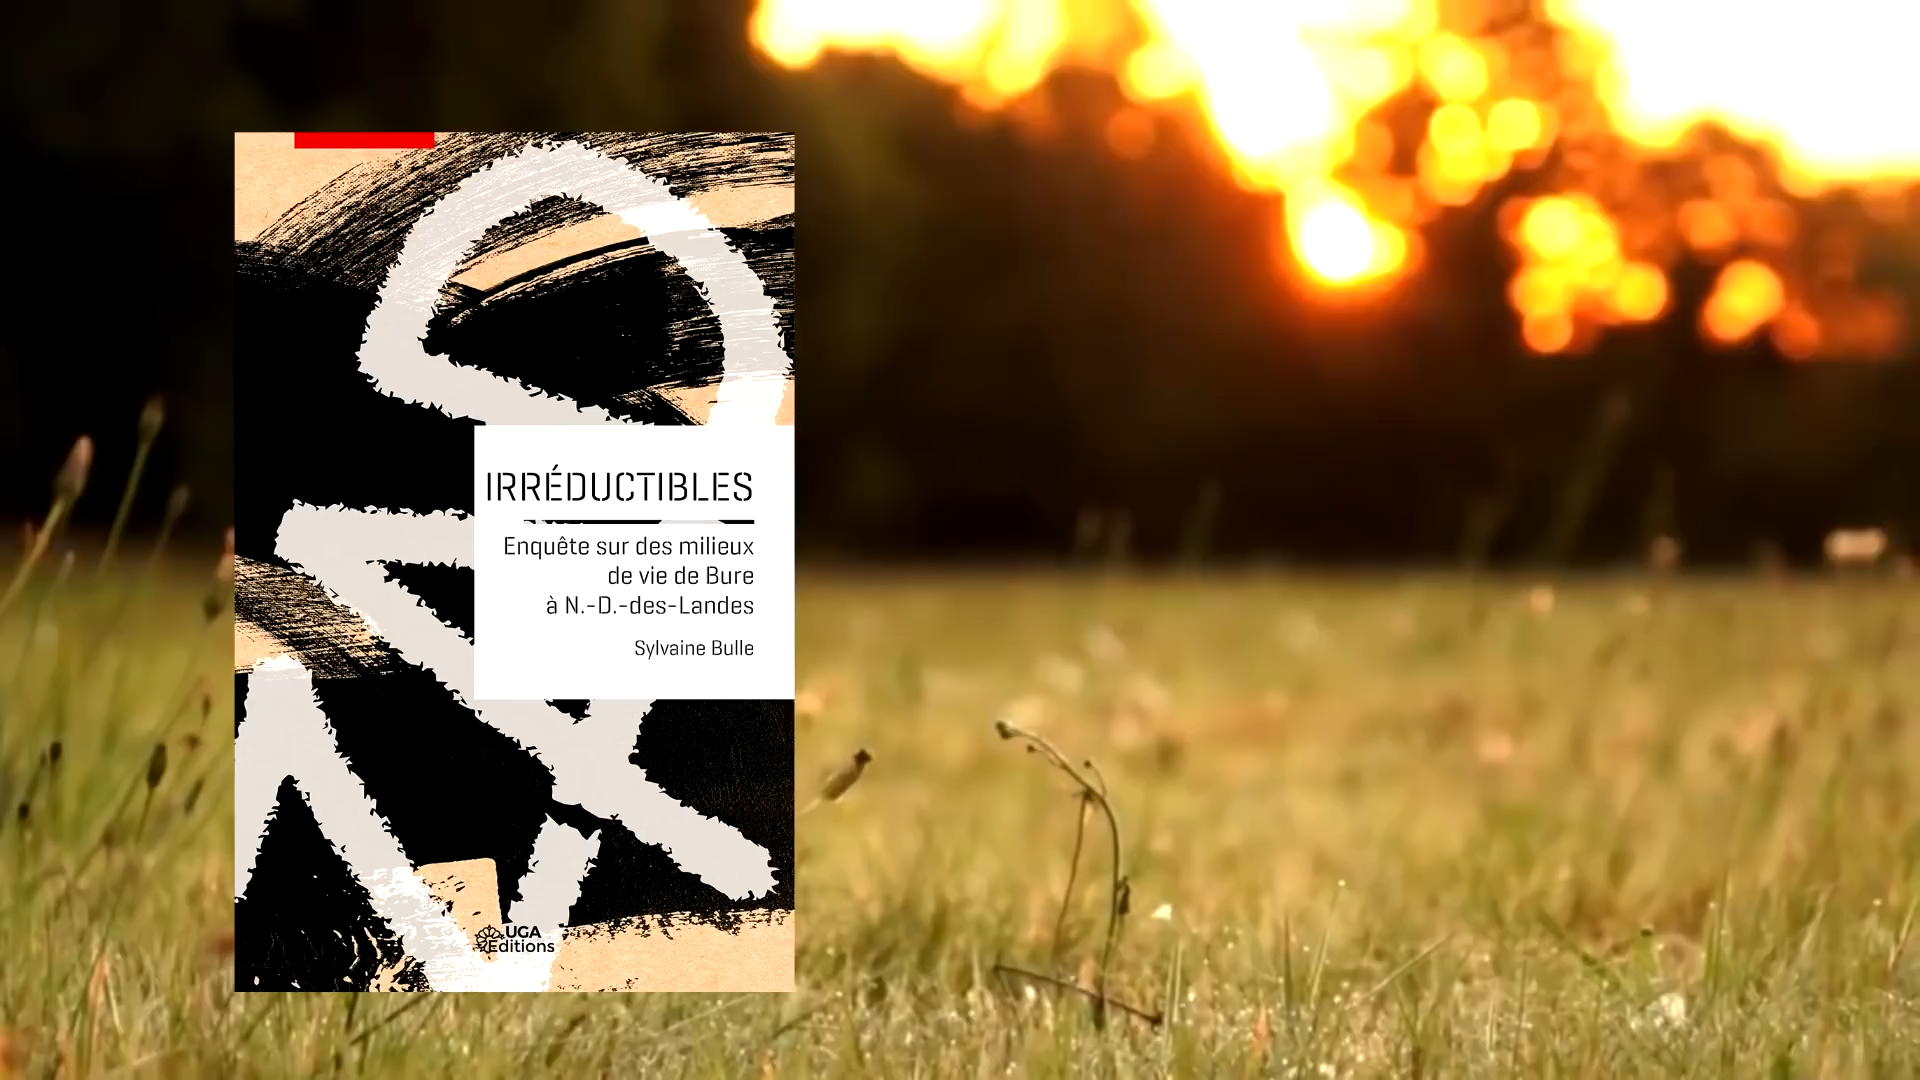 IRRÉDUCTIBLES
Enquête sur des milieux
de vie de Bure
à N.-D.-des-Landes
Sylvaine Bulle
UGA
Éditions